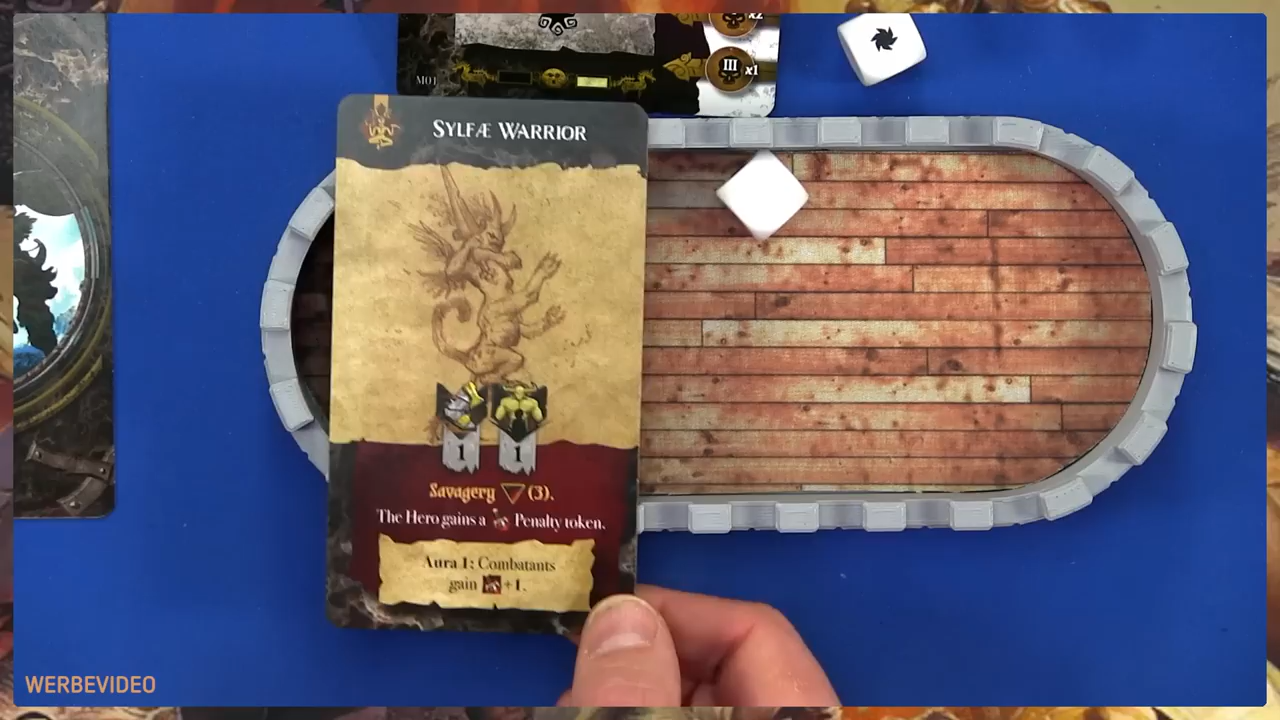 x2
M01
III x1
SYLFÆ WARRIOR
1 1
Savagery (3).
The Hero gains a Penalty token.
Aura 1: Combatants
gain +1.
WERBEVIDEO